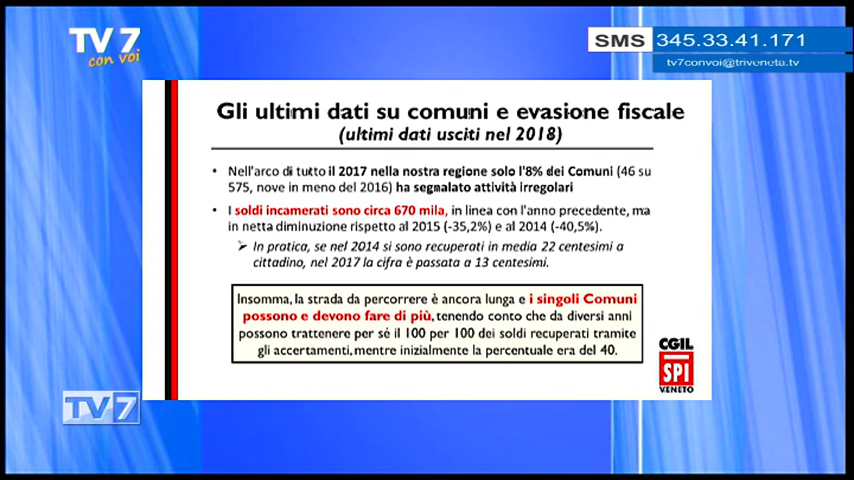 TV 7
con voi
SMS 345.33.41.171
tv7convoi@triveneta.tv
Gli ultimi dati su comuni e evasione fiscale
(ultimi dati usciti nel 2018)
• Nell'arco di tutto il 2017 nella nostra regione solo l'8% dei Comuni (46 su
575, nove in meno del 2016) ha segnalato attività irregolari
• I soldi incamerati sono circa 670 mila, in linea con l'anno precedente, ma
in netta diminuzione rispetto al 2015 (-35,2%) e al 2014 (-40,5%).
➢ In pratica, se nel 2014 si sono recuperati in media 22 centesimi a
cittadino, nel 2017 la cifra è passata a 13 centesimi.
Insomma, la strada da percorrere è ancora lunga e i singoli Comuni
possono e devono fare di più, tenendo conto che da diversi anni
possono trattenere per sé il 100 per 100 dei soldi recuperati tramite
gli accertamenti, mentre inizialmente la percentuale era del 40.
CGIL
SPI
VENETO
TV7